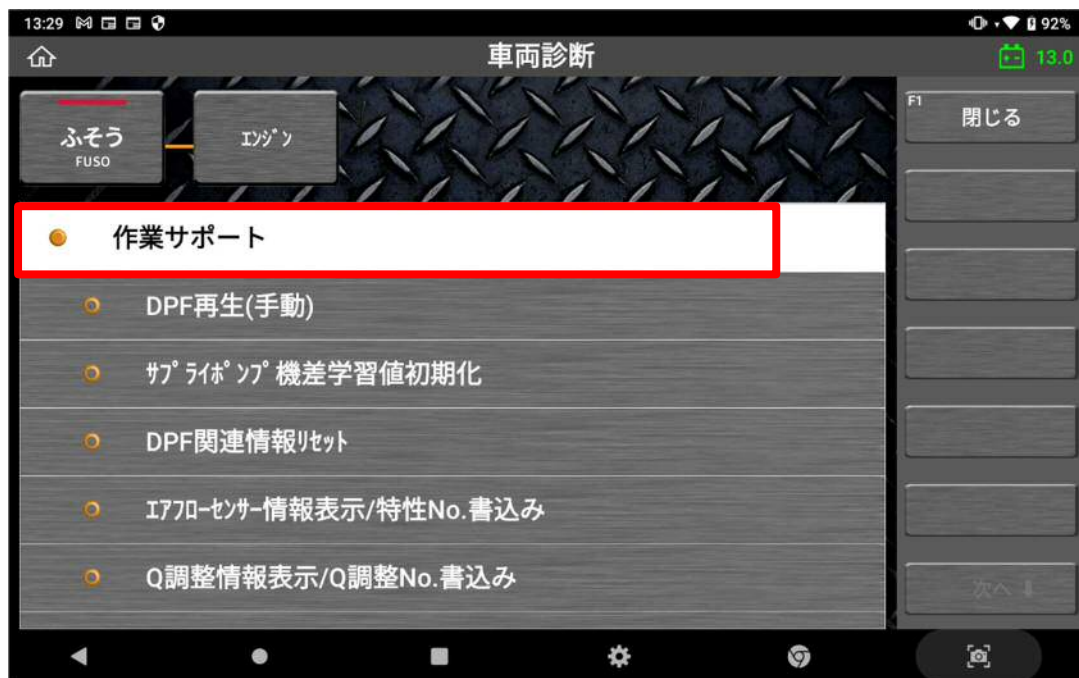 13:29
92%
車両診断
13.0
ふそう
FUSO
ｴﾝｼﾞﾝ
F1
閉じる
作業サポート
DPF再生(手動)
ｻﾌﾟﾗｲﾎﾟﾝﾌﾟ機差学習値初期化
DPF関連情報ﾘｾｯﾄ
ｴｱﾌﾛｰｾﾝｻｰ情報表示/特性No.書込み
Q調整情報表示/Q調整No.書込み
次へ ⬇